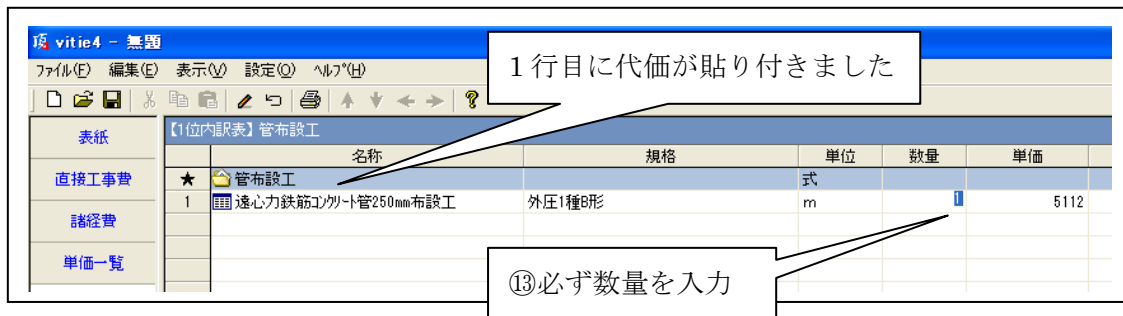 頂 vitie4 - 無題
ファイル(F) 編集(E) 表示(V) 設定(O) ヘルプ(H)
1行目に代価が貼り付きました
表紙
【1位内訳表】管布設工
名称 規格 単位 数量 単価
直接工事費
★ 管布設工 式
1 遠心力鉄筋コンクリート管250mm布設工 外圧1種B形 m 1 5112
諸経費
単価一覧
⑬必ず数量を入力